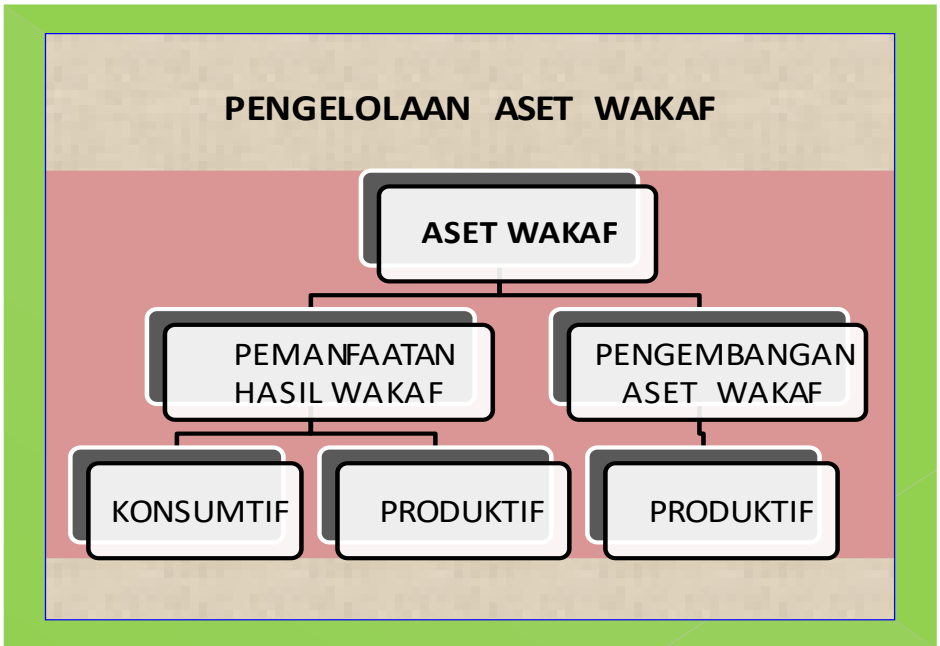 PENGELOLAAN ASET WAKAF
ASET WAKAF
PEMANFAATAN
HASIL WAKAF
PENGEMBANGAN
ASET WAKAF
KONSUMTIF
PRODUKTIF
PRODUKTIF